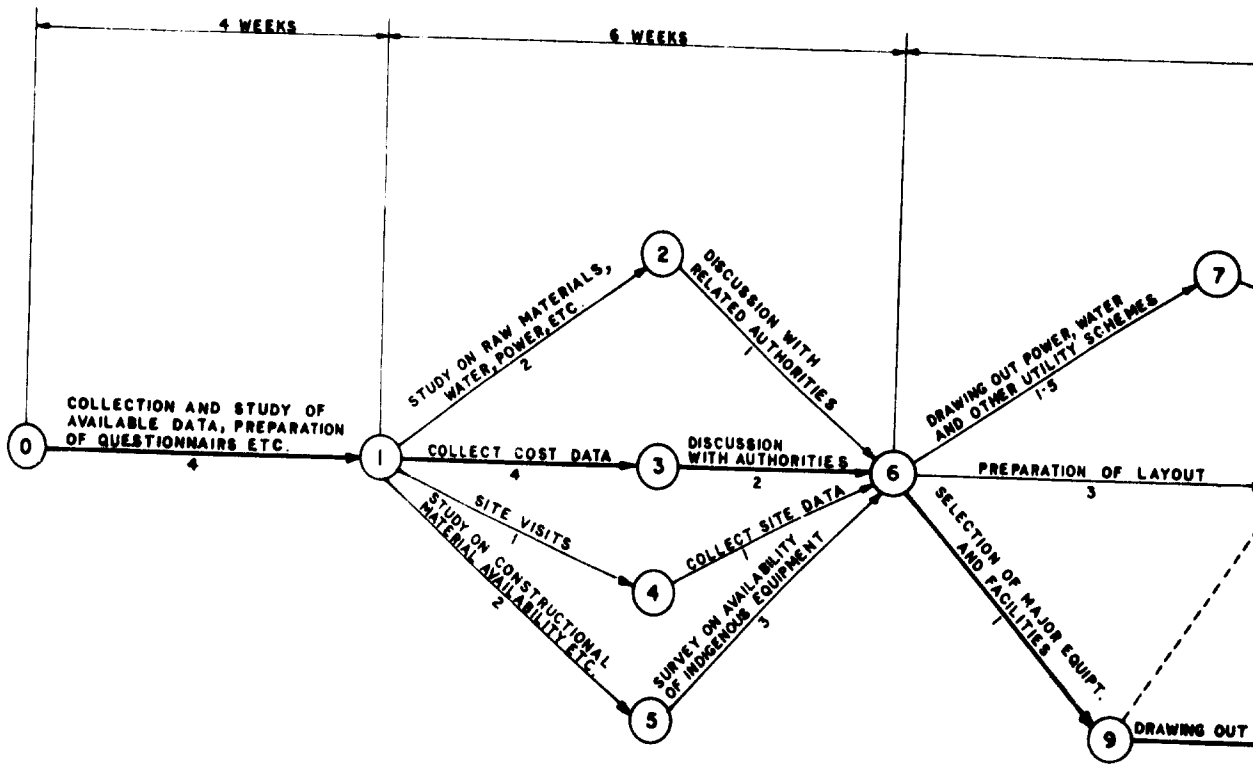 4 WEEKS
6 WEEKS
0
COLLECTION AND STUDY OF
AVAILABLE DATA, PREPARATION
OF QUESTIONNAIRS ETC.
4
1
STUDY ON RAW MATERIALS,
WATER, POWER, ETC.
2
2
DISCUSSION WITH
RELATED AUTHORITIES
1
COLLECT COST DATA
4
3
DISCUSSION
WITH AUTHORITIES
2
SITE VISITS
1
4
COLLECT SITE DATA
1
STUDY ON CONSTRUCTIONAL
MATERIAL AVAILABILITY ETC.
2
5
SURVEY ON AVAILABILITY
OF INDIGENOUS EQUIPMENT
3
6
DRAWING OUT POWER, WATER
AND OTHER UTILITY SCHEMES
1·5
7
PREPARATION OF LAYOUT
3
SELECTION OF MAJOR EQUIPT.
AND FACILITIES
1
9
DRAWING OUT